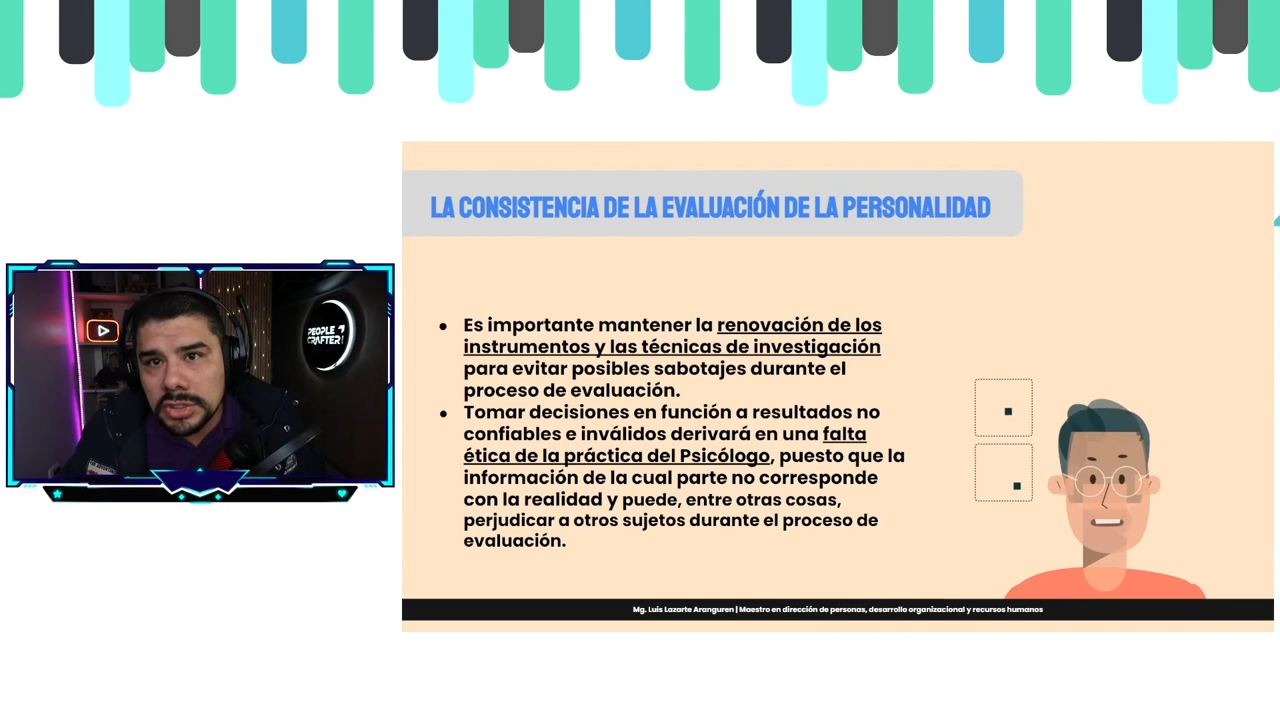 LA CONSISTENCIA DE LA EVALUACIÓN DE LA PERSONALIDAD
PEOPLE
CRAFTER
● Es importante mantener la renovación de los
instrumentos y las técnicas de investigación
para evitar posibles sabotajes durante el
proceso de evaluación.
● Tomar decisiones en función a resultados no
confiables e inválidos derivará en una falta
ética de la práctica del Psicólogo, puesto que la
información de la cual parte no corresponde
con la realidad y puede, entre otras cosas,
perjudicar a otros sujetos durante el proceso de
evaluación.
Mg. Luis Lazarte Aranguren | Maestro en dirección de personas, desarrollo organizacional y recursos humanos